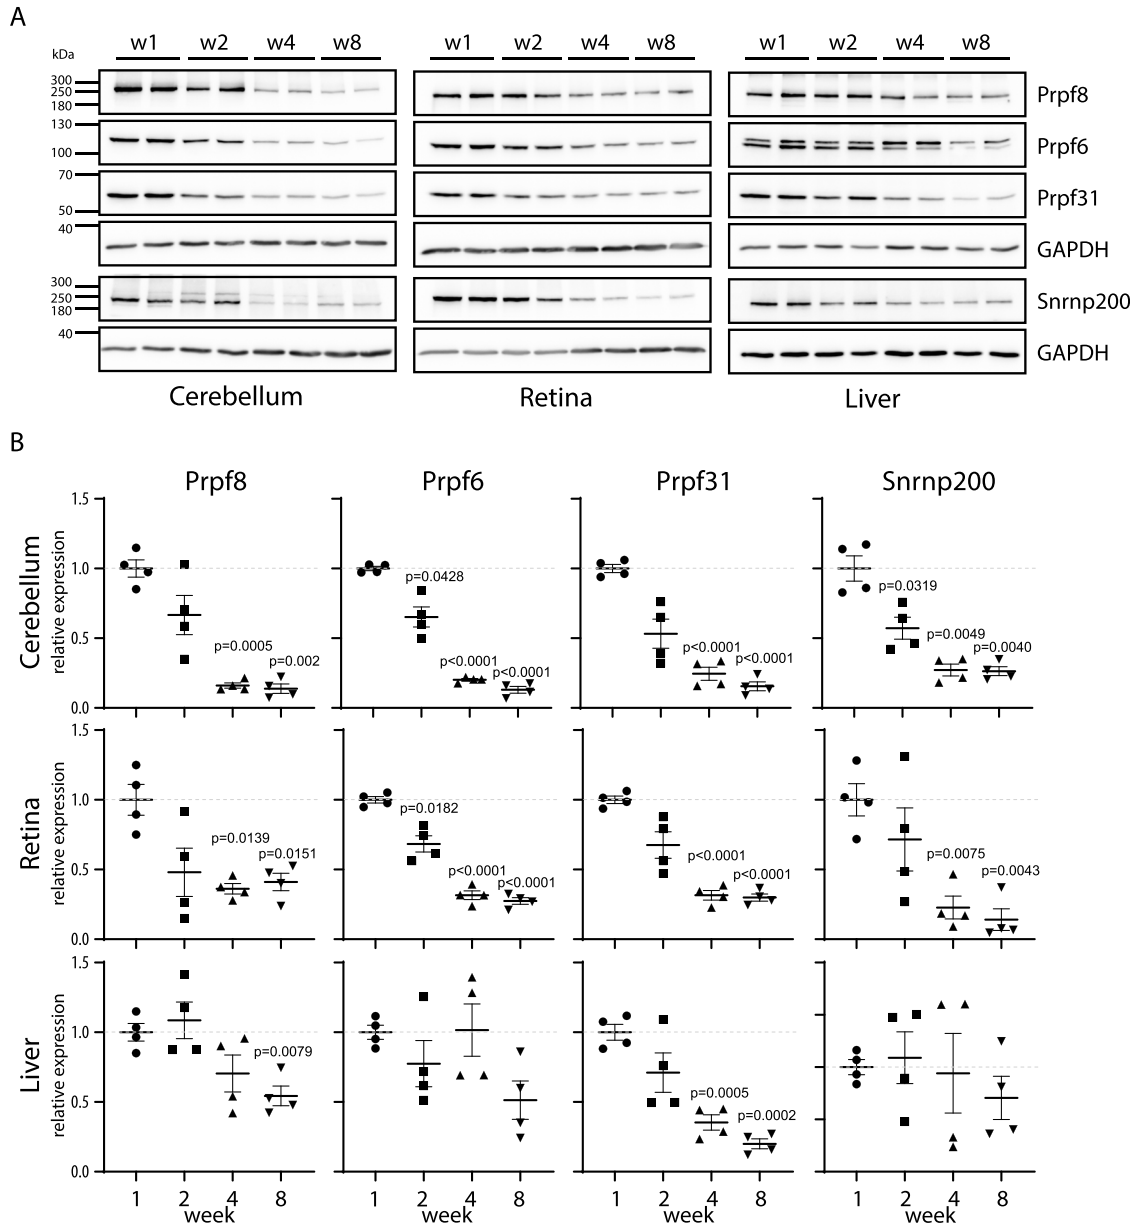 A
w1 w2 w4 w8 w1 w2 w4 w8 w1 w2 w4 w8
kDa
300
250
180
Prpf8
130
100
Prpf6
70
50
Prpf31
40
GAPDH
300
250
180
Snrnp200
40
GAPDH
Cerebellum Retina Liver
B
Prpf8 Prpf6 Prpf31 Snrnp200
Cerebellum
relative expression
1.5
1.0
0.5
0.0
p=0.0005
p=0.002
p=0.0428
p<0.0001
p<0.0001
p<0.0001
p<0.0001
p=0.0319
p=0.0049
p=0.0040
Retina
relative expression
1.5
1.0
0.5
0.0
p=0.0139
p=0.0151
p=0.0182
p<0.0001
p<0.0001
p<0.0001
p<0.0001
p=0.0075
p=0.0043
Liver
relative expression
1.5
1.0
0.5
0.0
p=0.0079
p=0.0005
p=0.0002
1 2 4 8 1 2 4 8 1 2 4 8 1 2 4 8
week week week week